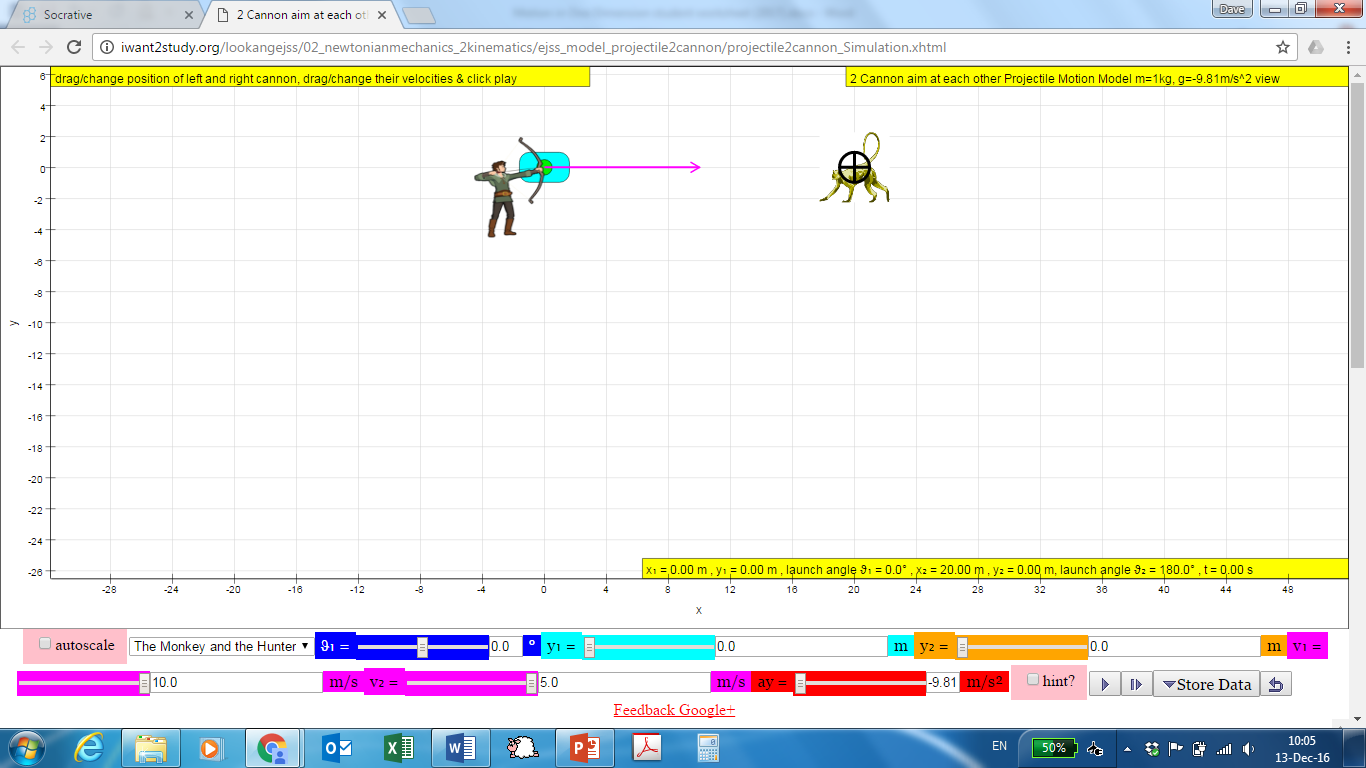 Socrative
2 Cannon aim at each oth
Dave
iwant2study.org/lookangejss/02_newtonianmechanics_2kinematics/ejss_model_projectile2cannon/projectile2cannon_Simulation.xhtml
drag/change position of left and right cannon, drag/change their velocities & click play
2 Cannon aim at each other Projectile Motion Model m=1kg, g=-9.81m/s^2 view
6
4
2
0
-2
-4
-6
-8
-10
-12
-14
-16
-18
-20
-22
-24
-26
y
x₁ = 0.00 m , y₁ = 0.00 m , launch angle ϑ₁ = 0.0° , x₂ = 20.00 m , y₂ = 0.00 m, launch angle ϑ₂ = 180.0° , t = 0.00 s
-28 -24 -20 -16 -12 -8 -4 0 4 8 12 16 20 24 28 32 36 40 44 48
x
autoscale The Monkey and the Hunter ϑ₁ = 0.0 ° y₁ = 0.0 m y₂ = 0.0 m v₁ =
10.0 m/s v₂ = 5.0 m/s ay = -9.81 m/s² hint? Store Data
Feedback Google+
EN 50% 10:05
13-Dec-16